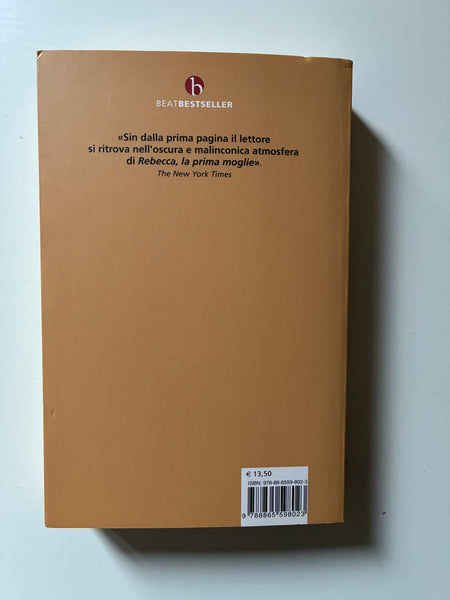 b
BEATBESTSELLER
«Sin dalla prima pagina il lettore
si ritrova nell'oscura e malinconica atmosfera
di Rebecca, la prima moglie».
The New York Times
€ 13,50
ISBN: 978-88-6559-802-3
9 788865 598023